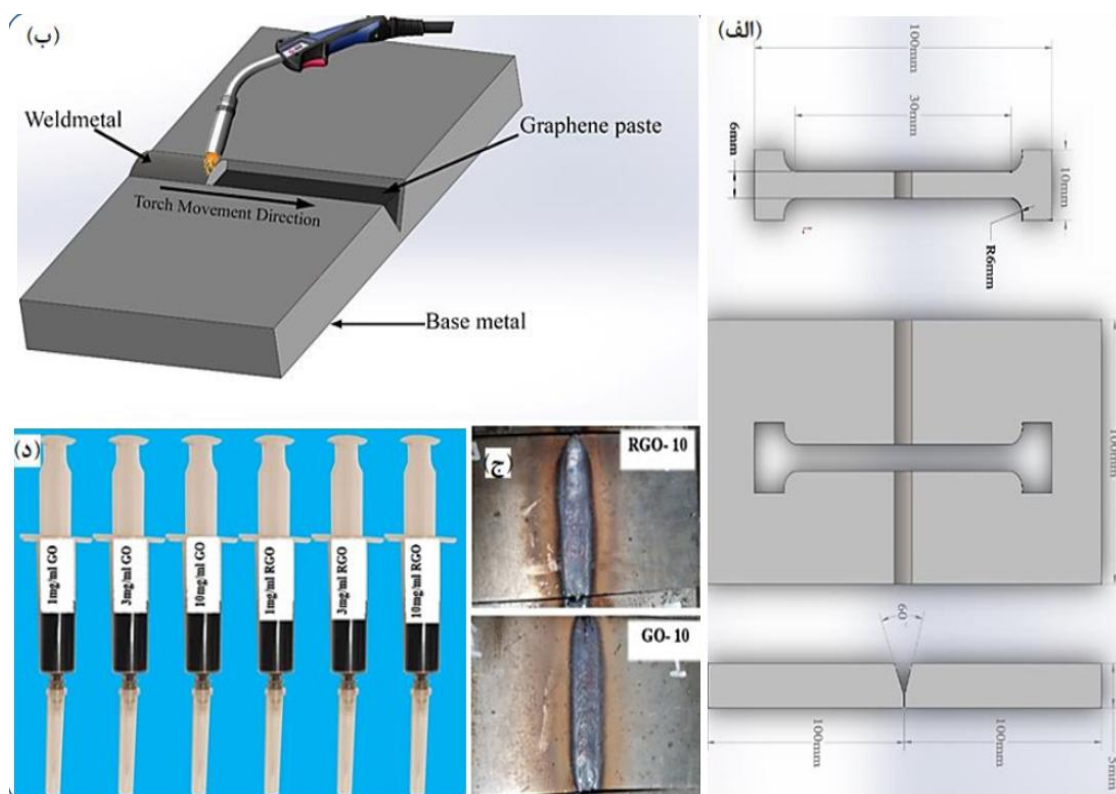 (ب)
Weldmetal
Graphene paste
Torch Movement Direction
Base metal
(الف)
100mm
30mm
6mm
10mm
R6mm
100mm
60
100mm
100mm
5mm
(د)
1mg/ml GO
3mg/ml GO
10mg/ml GO
1mg/ml RGO
3mg/ml RGO
10mg/ml RGO
(ج)
RGO- 10
GO- 10